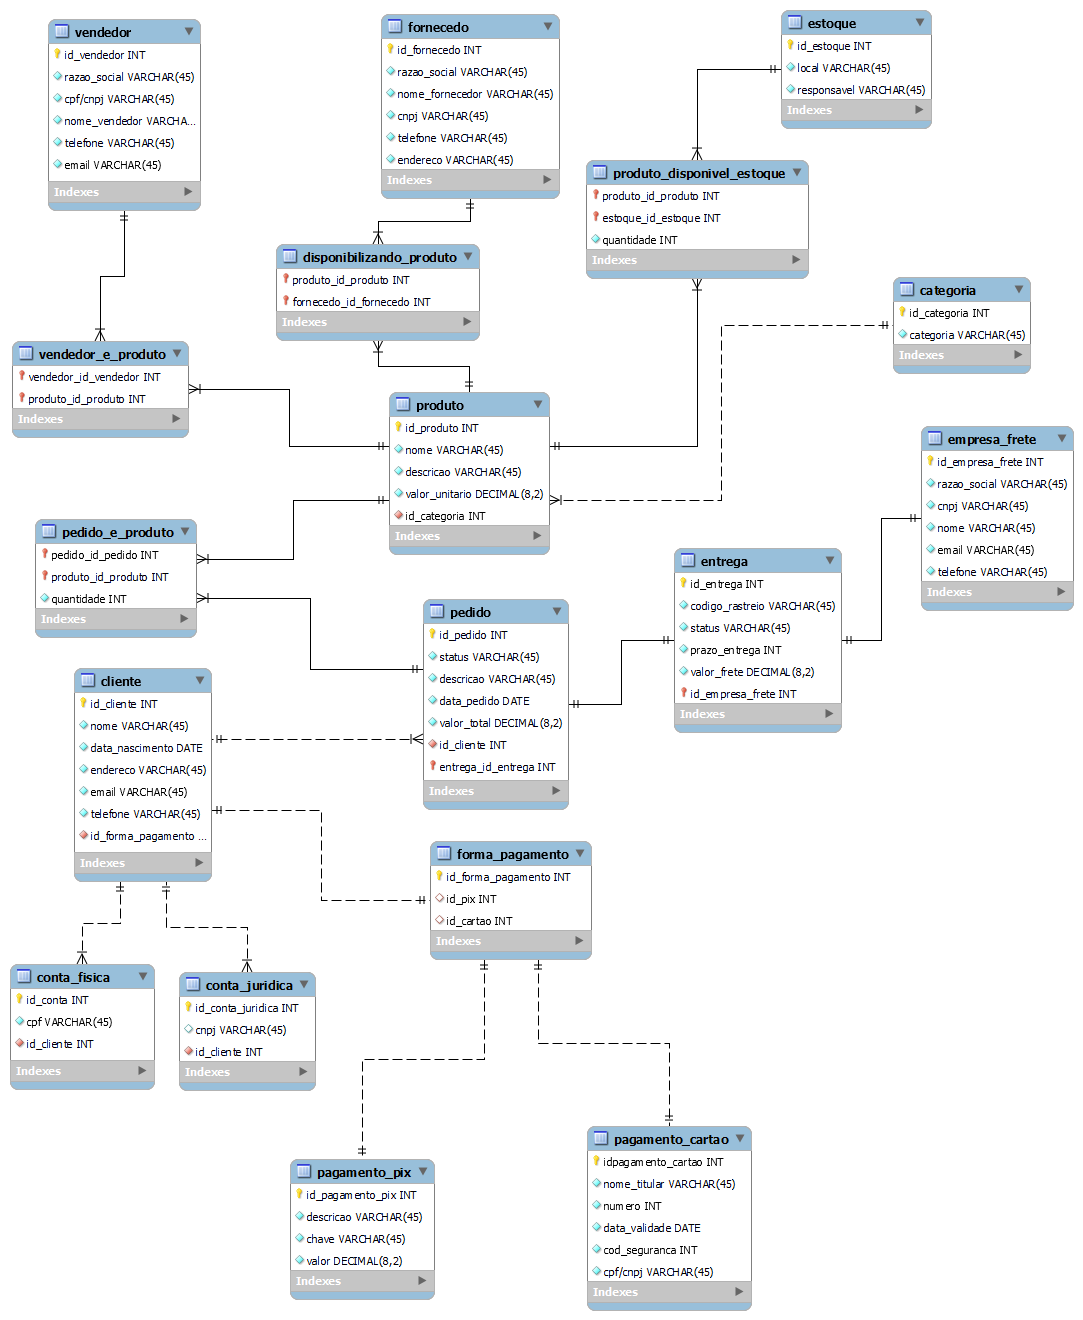 vendedor
id_vendedor INT
razao_social VARCHAR(45)
cpf/cnpj VARCHAR(45)
nome_vendedor VARCHA...
telefone VARCHAR(45)
email VARCHAR(45)
Indexes
fornecedo
id_fornecedo INT
razao_social VARCHAR(45)
nome_fornecedor VARCHAR(45)
cnpj VARCHAR(45)
telefone VARCHAR(45)
endereco VARCHAR(45)
Indexes
estoque
id_estoque INT
local VARCHAR(45)
responsavel VARCHAR(45)
Indexes
produto_disponivel_estoque
produto_id_produto INT
estoque_id_estoque INT
quantidade INT
Indexes
disponibilizando_produto
produto_id_produto INT
fornecedo_id_fornecedo INT
Indexes
categoria
id_categoria INT
categoria VARCHAR(45)
Indexes
vendedor_e_produto
vendedor_id_vendedor INT
produto_id_produto INT
Indexes
produto
id_produto INT
nome VARCHAR(45)
descricao VARCHAR(45)
valor_unitario DECIMAL(8,2)
id_categoria INT
Indexes
empresa_frete
id_empresa_frete INT
razao_social VARCHAR(45)
cnpj VARCHAR(45)
nome VARCHAR(45)
email VARCHAR(45)
telefone VARCHAR(45)
Indexes
pedido_e_produto
pedido_id_pedido INT
produto_id_produto INT
quantidade INT
Indexes
entrega
id_entrega INT
codigo_rastreio VARCHAR(45)
status VARCHAR(45)
prazo_entrega INT
valor_frete DECIMAL(8,2)
id_empresa_frete INT
Indexes
pedido
id_pedido INT
status VARCHAR(45)
descricao VARCHAR(45)
data_pedido DATE
valor_total DECIMAL(8,2)
id_cliente INT
entrega_id_entrega INT
Indexes
cliente
id_cliente INT
nome VARCHAR(45)
data_nascimento DATE
endereco VARCHAR(45)
email VARCHAR(45)
telefone VARCHAR(45)
id_forma_pagamento ...
Indexes
forma_pagamento
id_forma_pagamento INT
id_pix INT
id_cartao INT
Indexes
conta_fisica
id_conta INT
cpf VARCHAR(45)
id_cliente INT
Indexes
conta_juridica
id_conta_juridica INT
cnpj VARCHAR(45)
id_cliente INT
Indexes
pagamento_pix
id_pagamento_pix INT
descricao VARCHAR(45)
chave VARCHAR(45)
valor DECIMAL(8,2)
Indexes
pagamento_cartao
idpagamento_cartao INT
nome_titular VARCHAR(45)
numero INT
data_validade DATE
cod_seguranca INT
cpf/cnpj VARCHAR(45)
Indexes